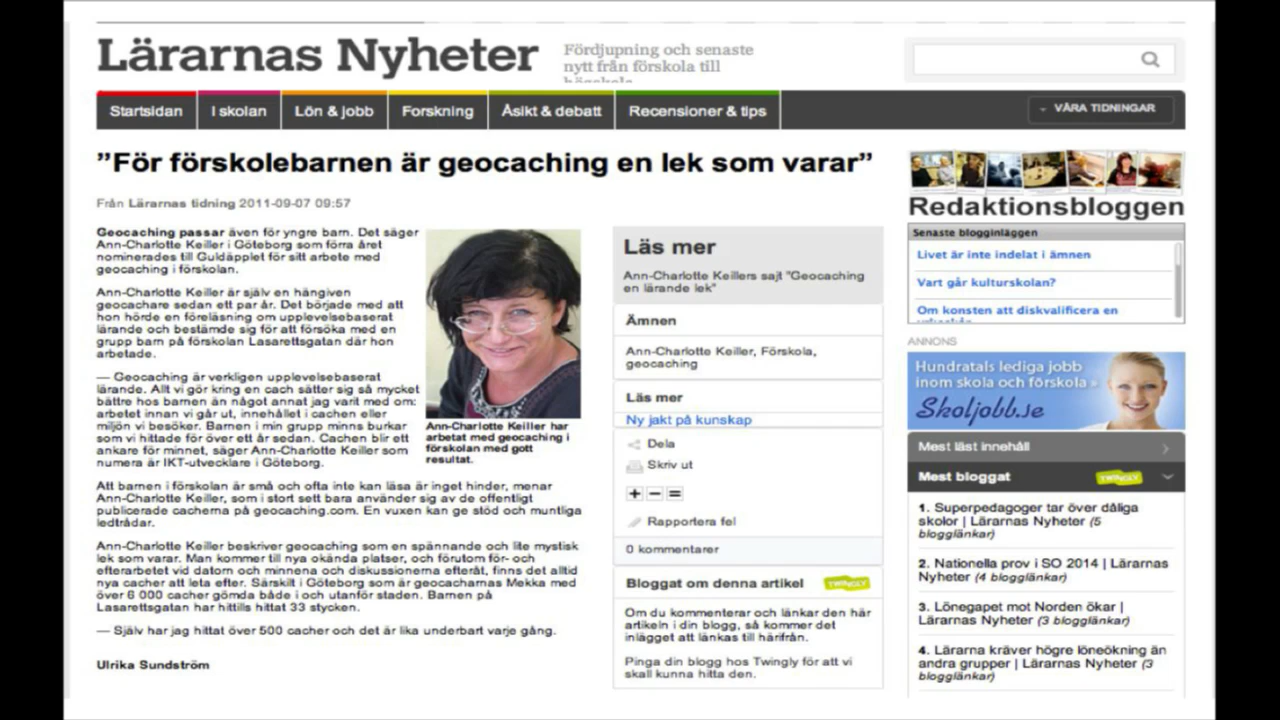 Lärarnas Nyheter
Fördjupning och senaste
nytt från förskola till
högskola
Startsidan
I skolan
Lön & jobb
Forskning
Åsikt & debatt
Recensioner & tips
VÅRA TIDNINGAR
”För förskolebarnen är geocaching en lek som varar”
Från Lärarnas tidning 2011-09-07 09:57
Geocaching passar även för yngre barn. Det säger
Ann-Charlotte Keiller i Göteborg som förra året
nominerades till Guldäpplet för sitt arbete med
geocaching i förskolan.
Ann-Charlotte Keiller är själv en hängiven
geocachare sedan ett par år. Det började med att
hon hörde en föreläsning om upplevelsebaserat
lärande och bestämde sig för att försöka med en
grupp barn på förskolan Lasarettsgatan där hon
arbetade.
— Geocaching är verkligen upplevelsebaserat
lärande. Allt vi gör kring en cach sätter sig så mycket
bättre hos barnen än något annat jag varit med om:
arbetet innan vi går ut, innehållet i cachen eller
miljön vi besöker. Barnen i min grupp minns burkar
som vi hittade för över ett år sedan. Cachen blir ett
ankare för minnet, säger Ann-Charlotte Keiller som
numera är IKT-utvecklare i Göteborg.
Ann-Charlotte Keiller har
arbetat med geocaching i
förskolan med gott
resultat.
Att barnen i förskolan är små och ofta inte kan läsa är inget hinder, menar
Ann-Charlotte Keiller, som i stort sett bara använder sig av de offentligt
publicerade cacherna på geocaching.com. En vuxen kan ge stöd och muntliga
ledtrådar.
Ann-Charlotte Keiller beskriver geocaching som en spännande och lite mystisk
lek som varar. Man kommer till nya okända platser, och förutom för- och
efterarbetet vid datorn och minnena och diskussionerna efteråt, finns det alltid
nya cacher att leta efter. Särskilt i Göteborg som är geocacharnas Mekka med
över 6 000 cacher gömda både i och utanför staden. Barnen på
Lasarettsgatan har hittills hittat 33 stycken.
— Själv har jag hittat över 500 cacher och det är lika underbart varje gång.
Ulrika Sundström
Läs mer
Ann-Charlotte Keillers sajt "Geocaching
en lärande lek"
Ämnen
Ann-Charlotte Keiller, Förskola,
geocaching
Läs mer
Ny jakt på kunskap
Dela
Skriv ut
+ − =
Rapportera fel
0 kommentarer
Bloggat om denna artikel
TWINGLY
Om du kommenterar och länkar den här
artikeln i din blogg, så kommer det
inlägget att länkas till härifrån.
Pinga din blogg hos Twingly för att vi
skall kunna hitta den.
Redaktionsbloggen
Senaste blogginläggen
Livet är inte indelat i ämnen
Vart går kulturskolan?
Om konsten att diskvalificera en
ANNONS
Hundratals lediga jobb
inom skola och förskola »
Skoljobb.se
Mest läst innehåll
Mest bloggat
TWINGLY
1. Superpedagoger tar över dåliga
skolor | Lärarnas Nyheter (5
blogglänkar)
2. Nationella prov i SO 2014 | Lärarnas
Nyheter (4 blogglänkar)
3. Lönegapet mot Norden ökar |
Lärarnas Nyheter (3 blogglänkar)
4. Lärarna kräver högre löneökning än
andra grupper | Lärarnas Nyheter (3
blogglänkar)